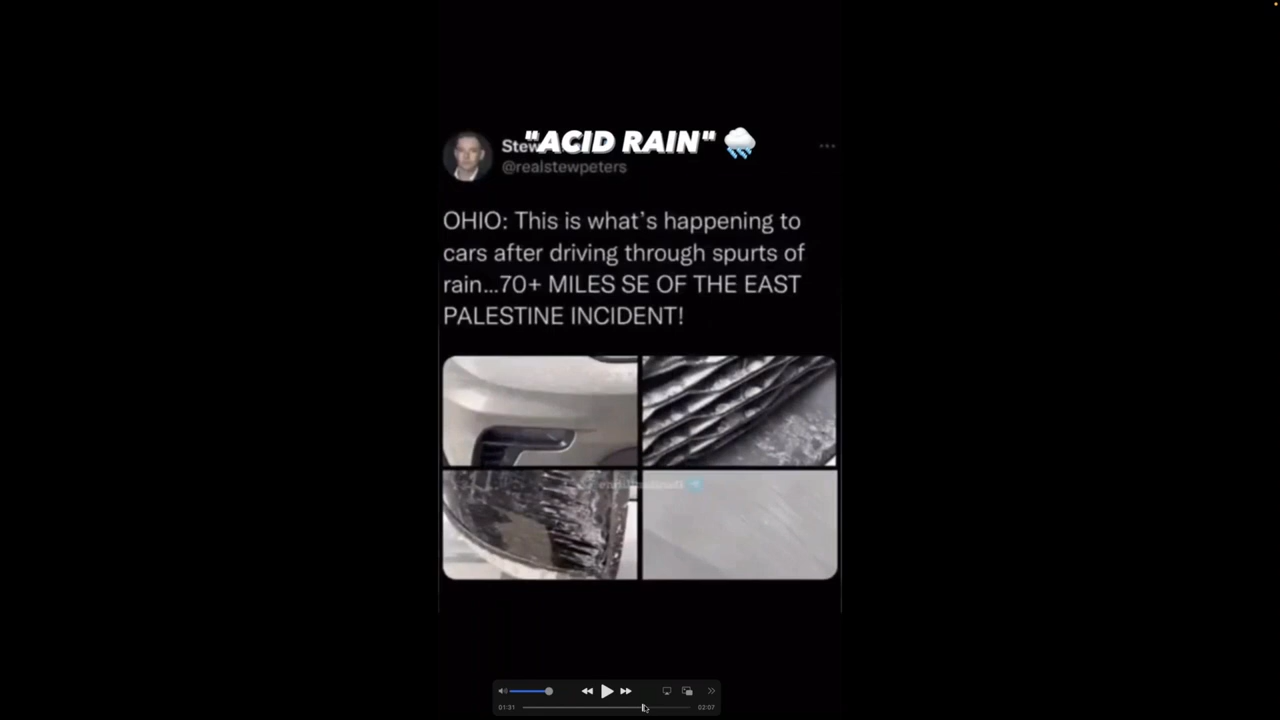 "ACID RAIN"
Stew
@realstewpeters
OHIO: This is what's happening to
cars after driving through spurts of
rain...70+ MILES SE OF THE EAST
PALESTINE INCIDENT!
01:31
02:07